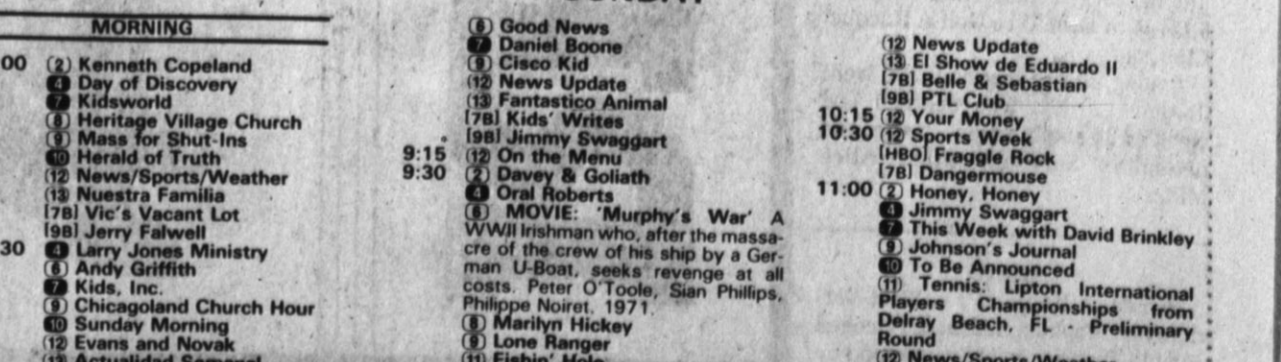 MORNING
00 (2) Kenneth Copeland
4 Day of Discovery
7 Kidsworld
(8) Heritage Village Church
(9) Mass for Shut-Ins
10 Herald of Truth
(12) News/Sports/Weather
(13) Nuestra Familia
[7B] Vic's Vacant Lot
[9B] Jerry Falwell
30 4 Larry Jones Ministry
(6) Andy Griffith
7 Kids, Inc.
(9) Chicagoland Church Hour
10 Sunday Morning
(12) Evans and Novak
(6) Good News
7 Daniel Boone
(9) Cisco Kid
(12) News Update
(13) Fantastico Animal
[7B] Kids' Writes
[9B] Jimmy Swaggart
9:15 (12) On the Menu
9:30 (2) Davey & Goliath
4 Oral Roberts
(6) MOVIE: 'Murphy's War' A
WWII Irishman who, after the massa-
cre of the crew of his ship by a Ger-
man U-Boat, seeks revenge at all
costs. Peter O'Toole, Sian Phillips,
Philippe Noiret. 1971.
(8) Marilyn Hickey
(9) Lone Ranger
(11) Fishin' Hole
(12) News Update
(13) El Show de Eduardo II
[7B] Belle & Sebastian
[9B] PTL Club
10:15 (12) Your Money
10:30 (12) Sports Week
[HBO] Fraggle Rock
[7B] Dangermouse
11:00 (2) Honey, Honey
4 Jimmy Swaggart
7 This Week with David Brinkley
(9) Johnson's Journal
10 To Be Announced
(11) Tennis: Lipton International
Players Championships from
Delray Beach, FL - Preliminary
Round
(12) News/Sports/Weather